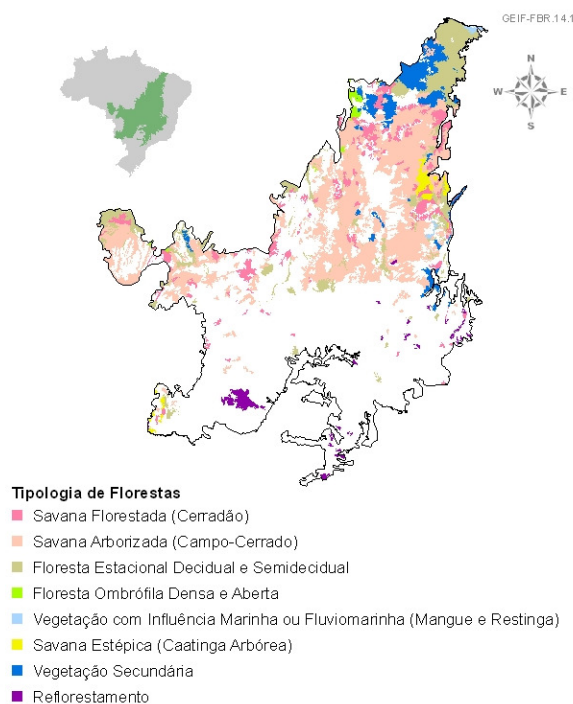 GEIF-FBR.14.1
N
W E
S
1
Tipologia de Florestas
Savana Florestada (Cerradão)
Savana Arborizada (Campo-Cerrado)
Floresta Estacional Decidual e Semidecidual
Floresta Ombrófila Densa e Aberta
Vegetação com Influência Marinha ou Fluviomarinha (Mangue e Restinga)
Savana Estépica (Caatinga Arbórea)
Vegetação Secundária
Reflorestamento